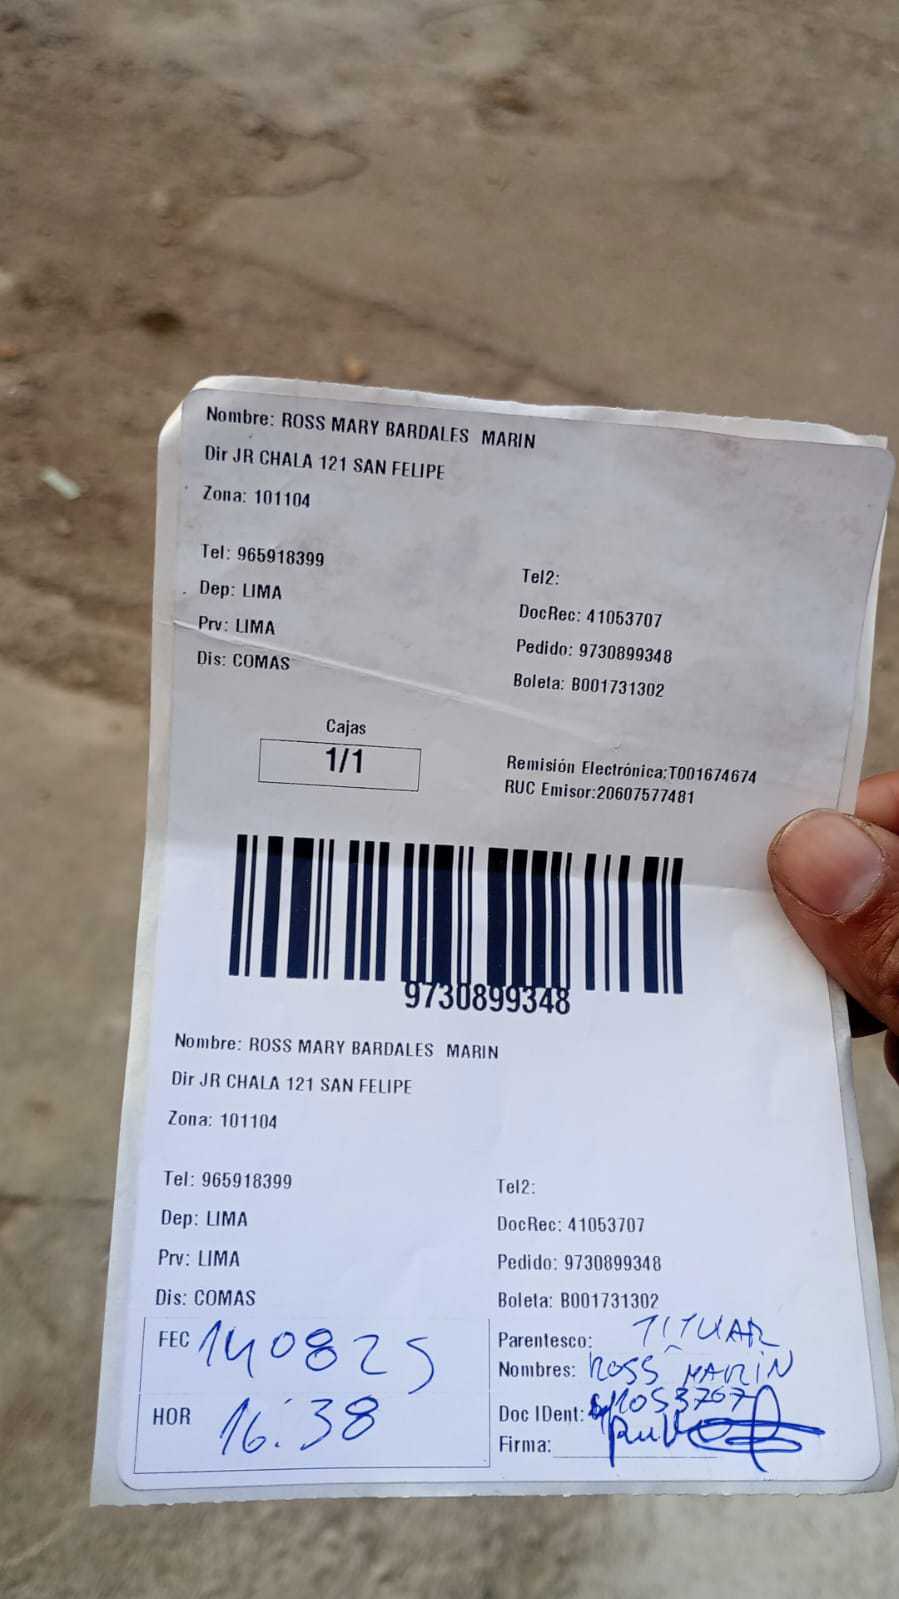 Nombre: ROSS MARY BARDALES MARIN
Dir JR CHALA 121 SAN FELIPE
Zona: 101104
Tel: 965918399
Tel2:
Dep: LIMA
DocRec: 41053707
Prv: LIMA
Pedido: 9730899348
Dis: COMAS
Boleta: B001731302
Cajas
1/1
Remisión Electrónica:T001674674
RUC Emisor:20607577481
9730899348
Nombre: ROSS MARY BARDALES MARIN
Dir JR CHALA 121 SAN FELIPE
Zona: 101104
Tel: 965918399
Tel2:
Dep: LIMA
DocRec: 41053707
Prv: LIMA
Pedido: 9730899348
Dis: COMAS
Boleta: B001731302
FEC 140825
Parentesco: TITUAR
Nombres: ROSS MARIN
HOR 16:38
Doc IDent: 41053707
Firma: